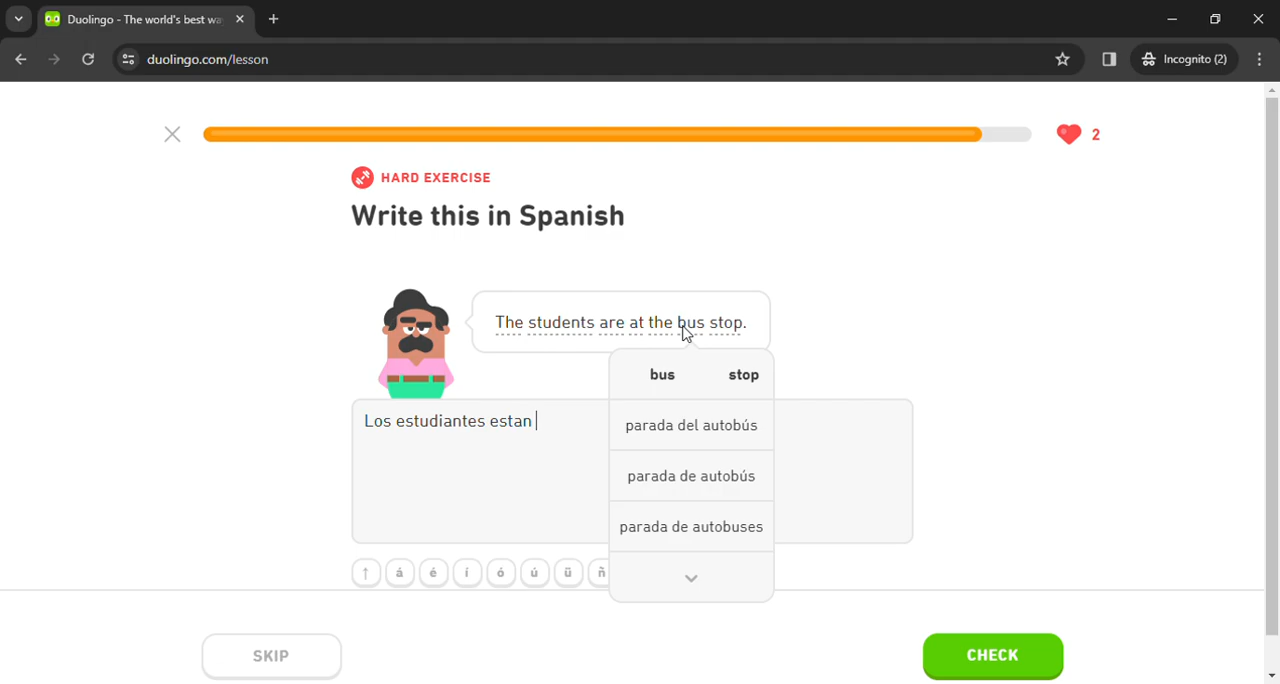 Duolingo - The world's best wa
duolingo.com/lesson
Incognito (2)
2
HARD EXERCISE
Write this in Spanish
The students are at the bus stop.
bus stop
Los estudiantes estan
parada del autobús
parada de autobús
parada de autobuses
↑ á é í ó ú ü ñ
SKIP
CHECK